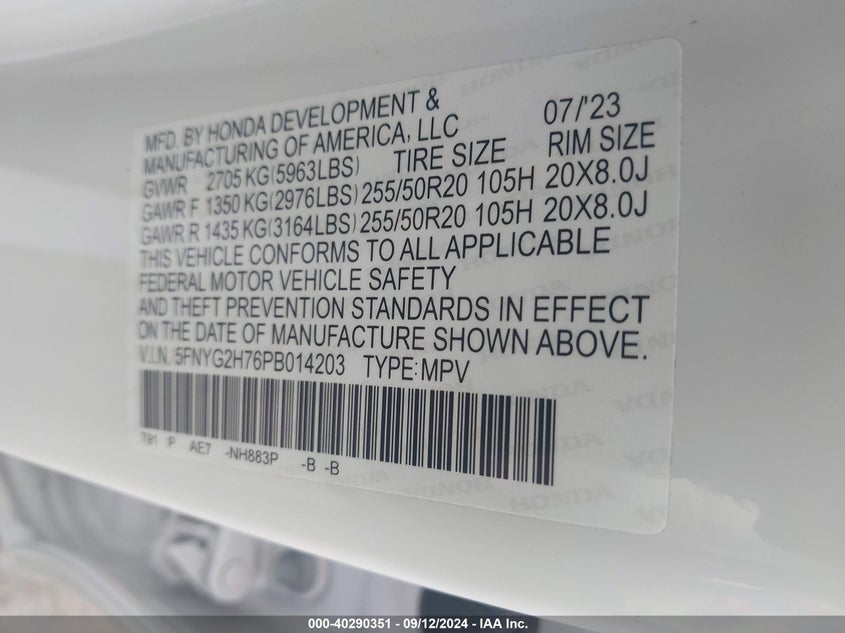 MFD. BY HONDA DEVELOPMENT & 07/'23
MANUFACTURING OF AMERICA, LLC
GVWR 2705 KG(5963LBS) TIRE SIZE RIM SIZE
GAWR F 1350 KG(2976LBS) 255/50R20 105H 20X8.0J
GAWR R 1435 KG(3164LBS) 255/50R20 105H 20X8.0J
THIS VEHICLE CONFORMS TO ALL APPLICABLE
FEDERAL MOTOR VEHICLE SAFETY
AND THEFT PREVENTION STANDARDS IN EFFECT
ON THE DATE OF MANUFACTURE SHOWN ABOVE.
V.I.N.: 5FNYG2H76PB014203 TYPE: MPV
T91 P AE7 -NH883P -B -B
HONDA
000-40290351 - 09/12/2024 - IAA Inc.